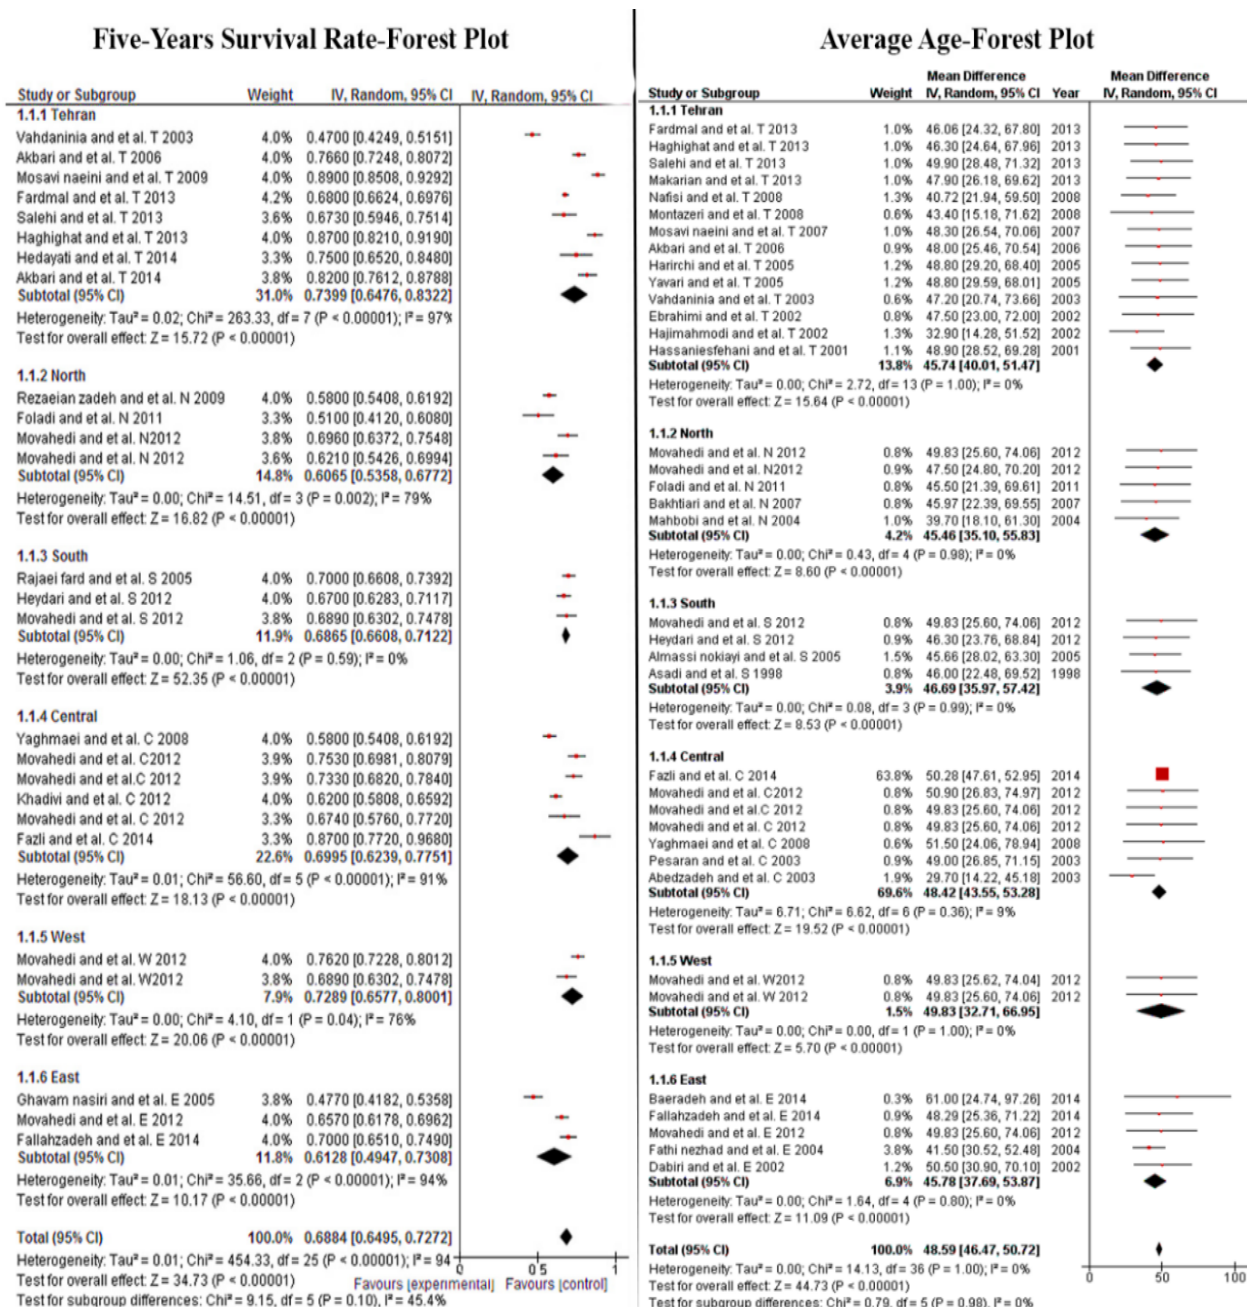 Five-Years Survival Rate-Forest Plot
Study or Subgroup Weight IV, Random, 95% CI IV, Random, 95% CI
1.1.1 Tehran
Vahdaninia and et al. T 2003 4.0% 0.4700 [0.4249, 0.5151]
Akbari and et al. T 2006 4.0% 0.7660 [0.7248, 0.8072]
Mosavi naeini and et al. T 2009 4.0% 0.8900 [0.8508, 0.9292]
Fardmal and et al. T 2013 4.2% 0.6800 [0.6624, 0.6976]
Salehi and et al. T 2013 3.6% 0.6730 [0.5946, 0.7514]
Haghighat and et al. T 2013 4.0% 0.8700 [0.8210, 0.9190]
Hedayati and et al. T 2014 3.3% 0.7500 [0.6520, 0.8480]
Akbari and et al. T 2014 3.8% 0.8200 [0.7612, 0.8788]
Subtotal (95% CI) 31.0% 0.7399 [0.6476, 0.8322]
Heterogeneity: Tau² = 0.02; Chi² = 263.33, df = 7 (P < 0.00001); I² = 97%
Test for overall effect: Z = 15.72 (P < 0.00001)
1.1.2 North
Rezaeian zadeh and et al. N 2009 4.0% 0.5800 [0.5408, 0.6192]
Foladi and et al. N 2011 3.3% 0.5100 [0.4120, 0.6080]
Movahedi and et al. N2012 3.8% 0.6960 [0.6372, 0.7548]
Movahedi and et al. N 2012 3.6% 0.6210 [0.5426, 0.6994]
Subtotal (95% CI) 14.8% 0.6065 [0.5358, 0.6772]
Heterogeneity: Tau² = 0.00; Chi² = 14.51, df = 3 (P = 0.002); I² = 79%
Test for overall effect: Z = 16.82 (P < 0.00001)
1.1.3 South
Rajaei fard and et al. S 2005 4.0% 0.7000 [0.6608, 0.7392]
Heydari and et al. S 2012 4.0% 0.6700 [0.6283, 0.7117]
Movahedi and et al. S 2012 3.8% 0.6890 [0.6302, 0.7478]
Subtotal (95% CI) 11.9% 0.6865 [0.6608, 0.7122]
Heterogeneity: Tau² = 0.00; Chi² = 1.06, df = 2 (P = 0.59); I² = 0%
Test for overall effect: Z = 52.35 (P < 0.00001)
1.1.4 Central
Yaghmaei and et al. C 2008 4.0% 0.5800 [0.5408, 0.6192]
Movahedi and et al. C2012 3.9% 0.7530 [0.6981, 0.8079]
Movahedi and et al.C 2012 3.9% 0.7330 [0.6820, 0.7840]
Khadivi and et al. C 2012 4.0% 0.6200 [0.5808, 0.6592]
Movahedi and et al. C 2012 3.3% 0.6740 [0.5760, 0.7720]
Fazli and et al. C 2014 3.3% 0.8700 [0.7720, 0.9680]
Subtotal (95% CI) 22.6% 0.6995 [0.6239, 0.7751]
Heterogeneity: Tau² = 0.01; Chi² = 56.60, df = 5 (P < 0.00001); I² = 91%
Test for overall effect: Z = 18.13 (P < 0.00001)
1.1.5 West
Movahedi and et al. W 2012 4.0% 0.7620 [0.7228, 0.8012]
Movahedi and et al. W2012 3.8% 0.6890 [0.6302, 0.7478]
Subtotal (95% CI) 7.9% 0.7289 [0.6577, 0.8001]
Heterogeneity: Tau² = 0.00; Chi² = 4.10, df = 1 (P = 0.04); I² = 76%
Test for overall effect: Z = 20.06 (P < 0.00001)
1.1.6 East
Ghavam nasiri and et al. E 2005 3.8% 0.4770 [0.4182, 0.5358]
Movahedi and et al. E 2012 4.0% 0.6570 [0.6178, 0.6962]
Fallahzadeh and et al. E 2014 4.0% 0.7000 [0.6510, 0.7490]
Subtotal (95% CI) 11.8% 0.6128 [0.4947, 0.7308]
Heterogeneity: Tau² = 0.01; Chi² = 35.66, df = 2 (P < 0.00001); I² = 94%
Test for overall effect: Z = 10.17 (P < 0.00001)
Total (95% CI) 100.0% 0.6884 [0.6495, 0.7272]
Heterogeneity: Tau² = 0.01; Chi² = 454.33, df = 25 (P < 0.00001); I² = 94
0 0.5 1
Test for overall effect: Z = 34.73 (P < 0.00001) Favours [experimental] Favours [control]
Test for subgroup differences: Chi² = 9.15, df = 5 (P = 0.10), I² = 45.4%
Average Age-Forest Plot
Mean Difference Mean Difference
Study or Subgroup Weight IV, Random, 95% CI Year IV, Random, 95% CI
1.1.1 Tehran
Fardmal and et al. T 2013 1.0% 46.06 [24.32, 67.80] 2013
Haghighat and et al. T 2013 1.0% 46.30 [24.64, 67.96] 2013
Salehi and et al. T 2013 1.0% 49.90 [28.48, 71.32] 2013
Makarian and et al. T 2013 1.0% 47.90 [26.18, 69.62] 2013
Nafisi and et al. T 2008 1.3% 40.72 [21.94, 59.50] 2008
Montazeri and et al. T 2008 0.6% 43.40 [15.18, 71.62] 2008
Mosavi naeini and et al. T 2007 1.0% 48.30 [26.54, 70.06] 2007
Akbari and et al. T 2006 0.9% 48.00 [25.46, 70.54] 2006
Harirchi and et al. T 2005 1.2% 48.80 [29.20, 68.40] 2005
Yavari and et al. T 2005 1.2% 48.80 [29.59, 68.01] 2005
Vahdaninia and et al. T 2003 0.6% 47.20 [20.74, 73.66] 2003
Ebrahimi and et al. T 2002 0.8% 47.50 [23.00, 72.00] 2002
Hajimahmodi and et al. T 2002 1.3% 32.90 [14.28, 51.52] 2002
Hassaniesfehani and et al. T 2001 1.1% 48.90 [28.52, 69.28] 2001
Subtotal (95% CI) 13.8% 45.74 [40.01, 51.47]
Heterogeneity: Tau² = 0.00; Chi² = 2.72, df = 13 (P = 1.00); I² = 0%
Test for overall effect: Z = 15.64 (P < 0.00001)
1.1.2 North
Movahedi and et al. N 2012 0.8% 49.83 [25.60, 74.06] 2012
Movahedi and et al. N2012 0.9% 47.50 [24.80, 70.20] 2012
Foladi and et al. N 2011 0.8% 45.50 [21.39, 69.61] 2011
Bakhtiari and et al. N 2007 0.8% 45.97 [22.39, 69.55] 2007
Mahbobi and et al. N 2004 1.0% 39.70 [18.10, 61.30] 2004
Subtotal (95% CI) 4.2% 45.46 [35.10, 55.83]
Heterogeneity: Tau² = 0.00; Chi² = 0.43, df = 4 (P = 0.98); I² = 0%
Test for overall effect: Z = 8.60 (P < 0.00001)
1.1.3 South
Movahedi and et al. S 2012 0.8% 49.83 [25.60, 74.06] 2012
Heydari and et al. S 2012 0.9% 46.30 [23.76, 68.84] 2012
Almassi nokiayi and et al. S 2005 1.5% 45.66 [28.02, 63.30] 2005
Asadi and et al. S 1998 0.8% 46.00 [22.48, 69.52] 1998
Subtotal (95% CI) 3.9% 46.69 [35.97, 57.42]
Heterogeneity: Tau² = 0.00; Chi² = 0.08, df = 3 (P = 0.99); I² = 0%
Test for overall effect: Z = 8.53 (P < 0.00001)
1.1.4 Central
Fazli and et al. C 2014 63.8% 50.28 [47.61, 52.95] 2014
Movahedi and et al. C2012 0.8% 50.90 [26.83, 74.97] 2012
Movahedi and et al.C 2012 0.8% 49.83 [25.60, 74.06] 2012
Movahedi and et al. C 2012 0.8% 49.83 [25.60, 74.06] 2012
Yaghmaei and et al. C 2008 0.6% 51.50 [24.06, 78.94] 2008
Pesaran and et al. C 2003 0.9% 49.00 [26.85, 71.15] 2003
Abedzadeh and et al. C 2003 1.9% 29.70 [14.22, 45.18] 2003
Subtotal (95% CI) 69.6% 48.42 [43.55, 53.28]
Heterogeneity: Tau² = 6.71; Chi² = 6.62, df = 6 (P = 0.36); I² = 9%
Test for overall effect: Z = 19.52 (P < 0.00001)
1.1.5 West
Movahedi and et al. W2012 0.8% 49.83 [25.62, 74.04] 2012
Movahedi and et al. W 2012 0.8% 49.83 [25.60, 74.06] 2012
Subtotal (95% CI) 1.5% 49.83 [32.71, 66.95]
Heterogeneity: Tau² = 0.00; Chi² = 0.00, df = 1 (P = 1.00); I² = 0%
Test for overall effect: Z = 5.70 (P < 0.00001)
1.1.6 East
Baeradeh and et al. E 2014 0.3% 61.00 [24.74, 97.26] 2014
Fallahzadeh and et al. E 2014 0.9% 48.29 [25.36, 71.22] 2014
Movahedi and et al. E 2012 0.8% 49.83 [25.60, 74.06] 2012
Fathi nezhad and et al. E 2004 3.8% 41.50 [30.52, 52.48] 2004
Dabiri and et al. E 2002 1.2% 50.50 [30.90, 70.10] 2002
Subtotal (95% CI) 6.9% 45.78 [37.69, 53.87]
Heterogeneity: Tau² = 0.00; Chi² = 1.64, df = 4 (P = 0.80); I² = 0%
Test for overall effect: Z = 11.09 (P < 0.00001)
Total (95% CI) 100.0% 48.59 [46.47, 50.72]
Heterogeneity: Tau² = 0.00; Chi² = 14.13, df = 36 (P = 1.00); I² = 0%
0 50 100
Test for overall effect: Z = 44.73 (P < 0.00001)
Test for subgroup differences: Chi² = 0.79, df = 5 (P = 0.98), I² = 0%